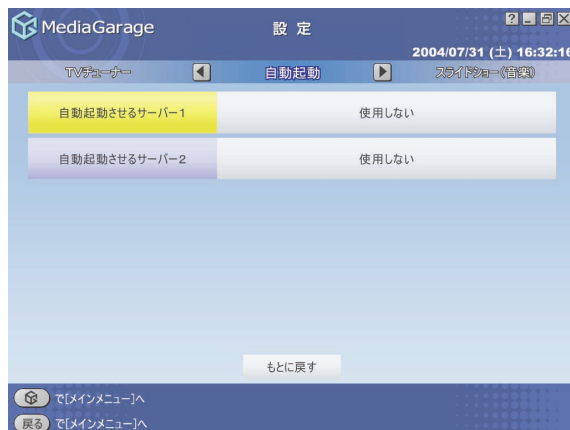 MediaGarage
設定
2004/07/31 (土) 16:32:16
TVチューナー
自動起動
スライドショー(音楽)
自動起動させるサーバー1
使用しない
自動起動させるサーバー2
使用しない
もとに戻す
で[メインメニュー]へ
戻る で[メインメニュー]へ